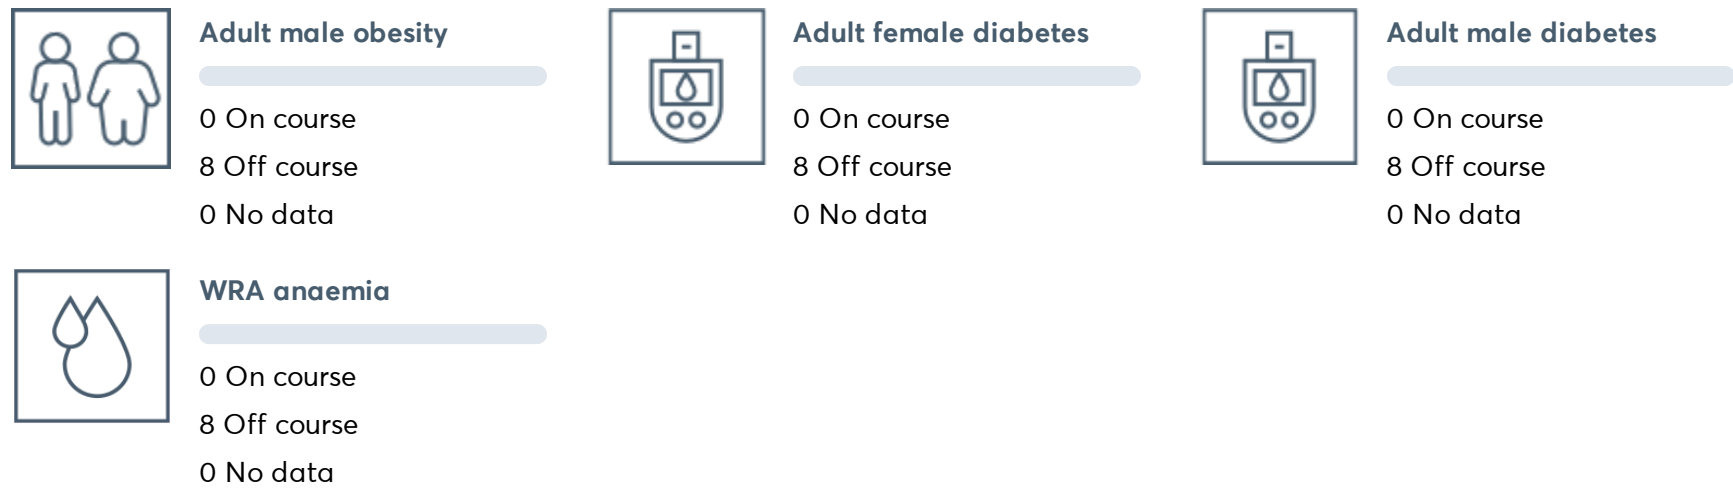 Adult male obesity
0 On course
8 Off course
0 No data
Adult female diabetes
0 On course
8 Off course
0 No data
Adult male diabetes
0 On course
8 Off course
0 No data
WRA anaemia
0 On course
8 Off course
0 No data